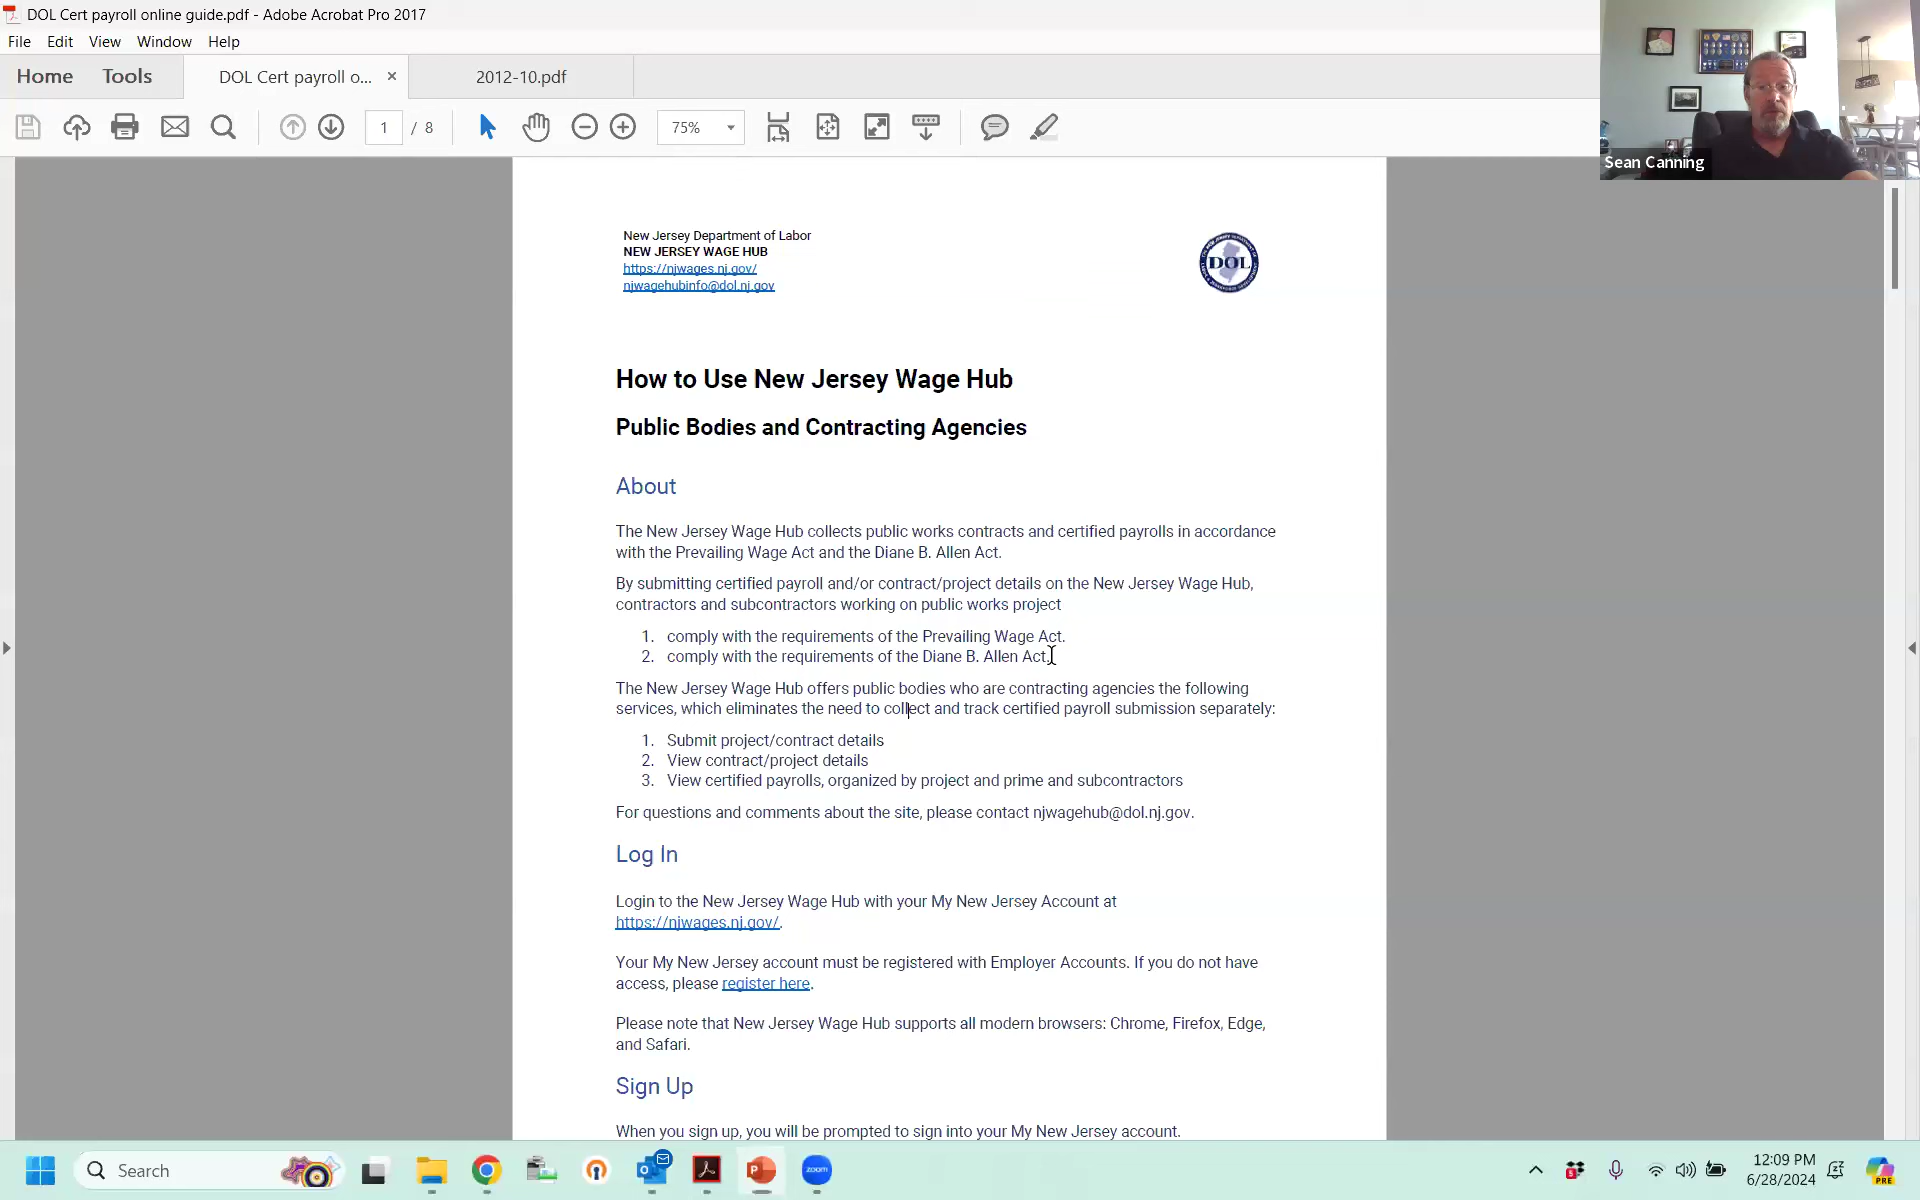 DOL Cert payroll online guide.pdf - Adobe Acrobat Pro 2017
File Edit View Window Help
Home Tools DOL Cert payroll o... × 2012-10.pdf
1 / 8 75%
Sean Canning
New Jersey Department of Labor
NEW JERSEY WAGE HUB
https://njwages.nj.gov/
njwagehubinfo@dol.nj.gov
DOL
How to Use New Jersey Wage Hub
Public Bodies and Contracting Agencies
About
The New Jersey Wage Hub collects public works contracts and certified payrolls in accordance
with the Prevailing Wage Act and the Diane B. Allen Act.
By submitting certified payroll and/or contract/project details on the New Jersey Wage Hub,
contractors and subcontractors working on public works project
1. comply with the requirements of the Prevailing Wage Act.
2. comply with the requirements of the Diane B. Allen Act.
The New Jersey Wage Hub offers public bodies who are contracting agencies the following
services, which eliminates the need to collect and track certified payroll submission separately:
1. Submit project/contract details
2. View contract/project details
3. View certified payrolls, organized by project and prime and subcontractors
For questions and comments about the site, please contact njwagehub@dol.nj.gov.
Log In
Login to the New Jersey Wage Hub with your My New Jersey Account at
https://njwages.nj.gov/.
Your My New Jersey account must be registered with Employer Accounts. If you do not have
access, please register here.
Please note that New Jersey Wage Hub supports all modern browsers: Chrome, Firefox, Edge,
and Safari.
Sign Up
When you sign up, you will be prompted to sign into your My New Jersey account.
Search
zoom
12:09 PM
6/28/2024
PRE